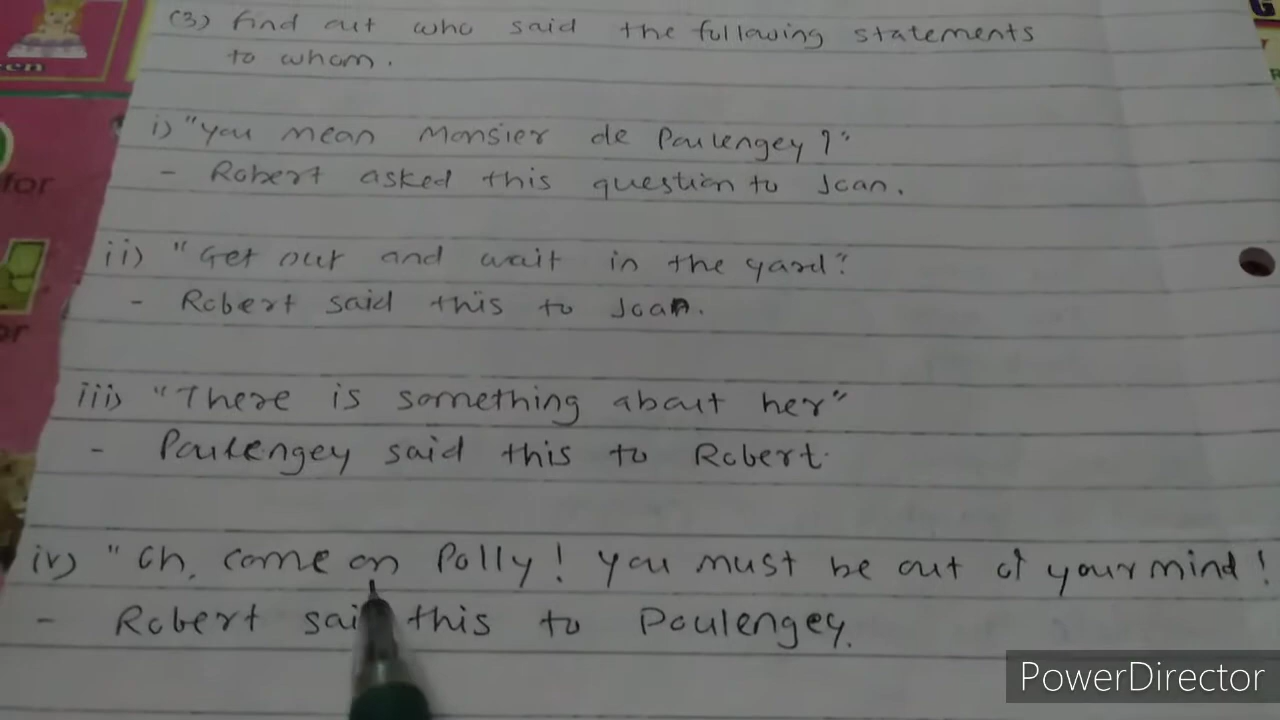 (3) Find out who said the following statements
to whom.
i) "You mean Monsier de Poulengey?"
- Robert asked this question to Joan.
ii) "Get out and wait in the yard".
- Robert said this to Joan.
iii) "There is something about her"
- Poulengey said this to Robert.
iv) "Oh, come on Polly! You must be out of your mind!
- Robert said this to Poulengey.
en
for
or
PowerDirector